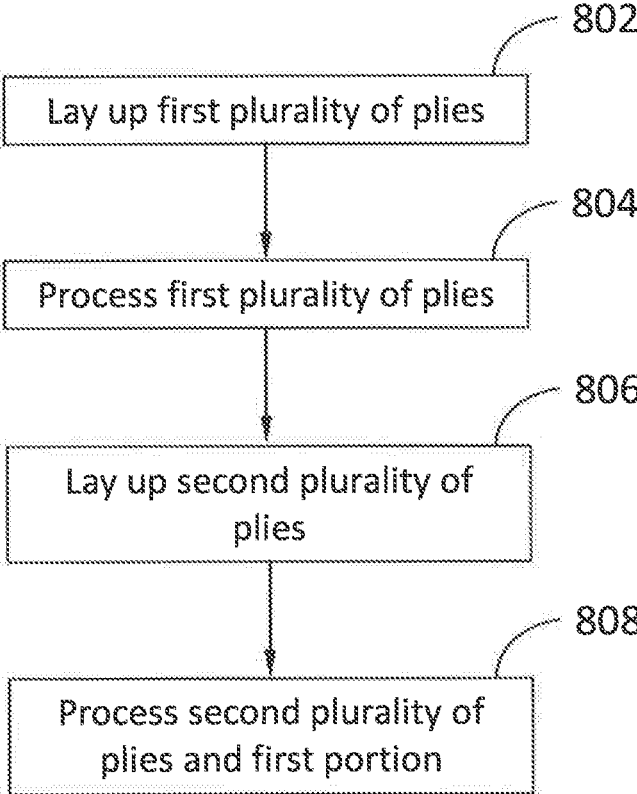 802
Lay up first plurality of plies
804
Process first plurality of plies
806
Lay up second plurality of
plies
808
Process second plurality of
plies and first portion